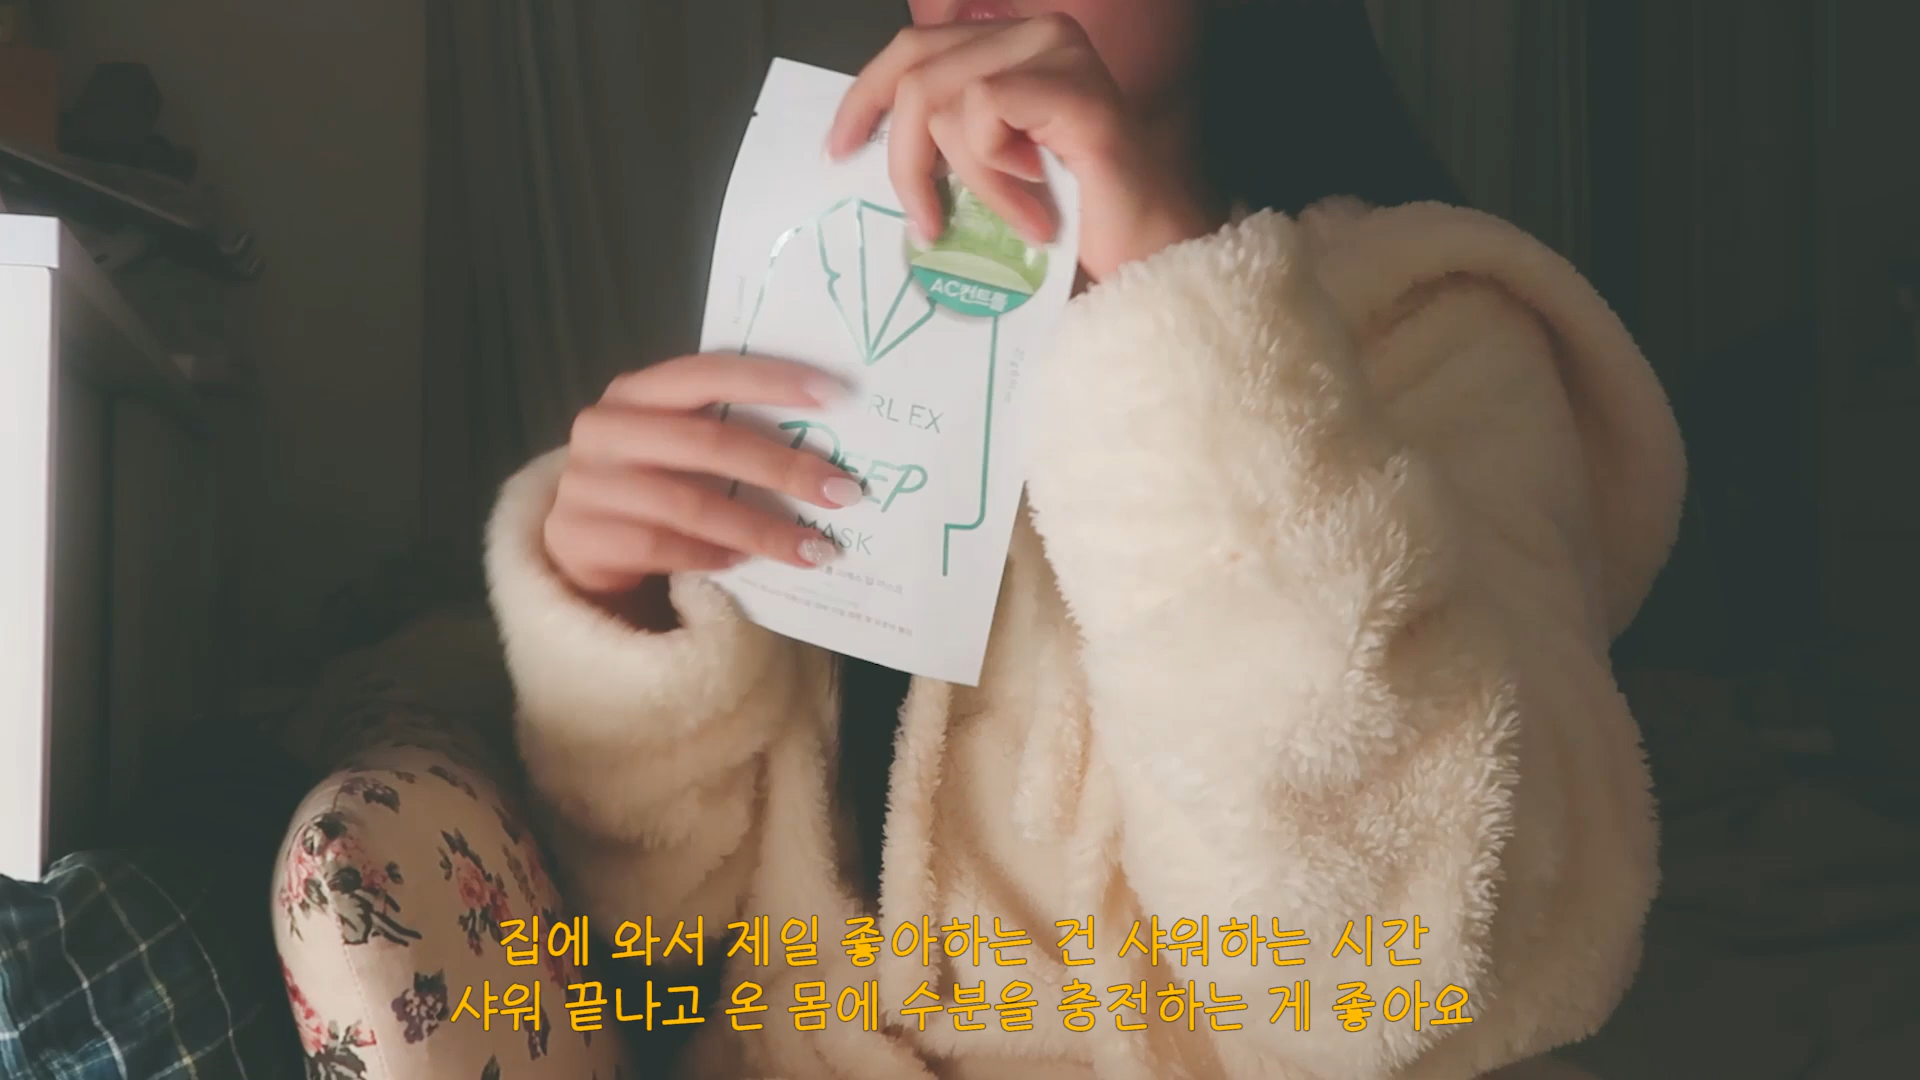 AC컨트롤
RL EX
DEEP
MASK
집에 와서 제일 좋아하는 건 샤워하는 시간
샤워 끝나고 온 몸에 수분을 충전하는 게 좋아요